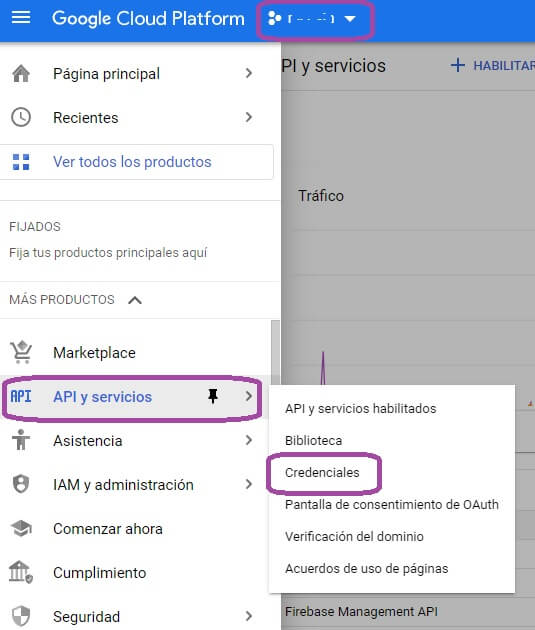 Google Cloud Platform
Página principal
PI y servicios
HABILITAR
Recientes
Ver todos los productos
Tráfico
FIJADOS
Fija tus productos principales aquí
MÁS PRODUCTOS
Marketplace
API API y servicios
API y servicios habilitados
Asistencia
Biblioteca
Credenciales
IAM y administración
Pantalla de consentimiento de OAuth
Comenzar ahora
Verificación del dominio
Cumplimiento
Acuerdos de uso de páginas
Seguridad
Firebase Management API